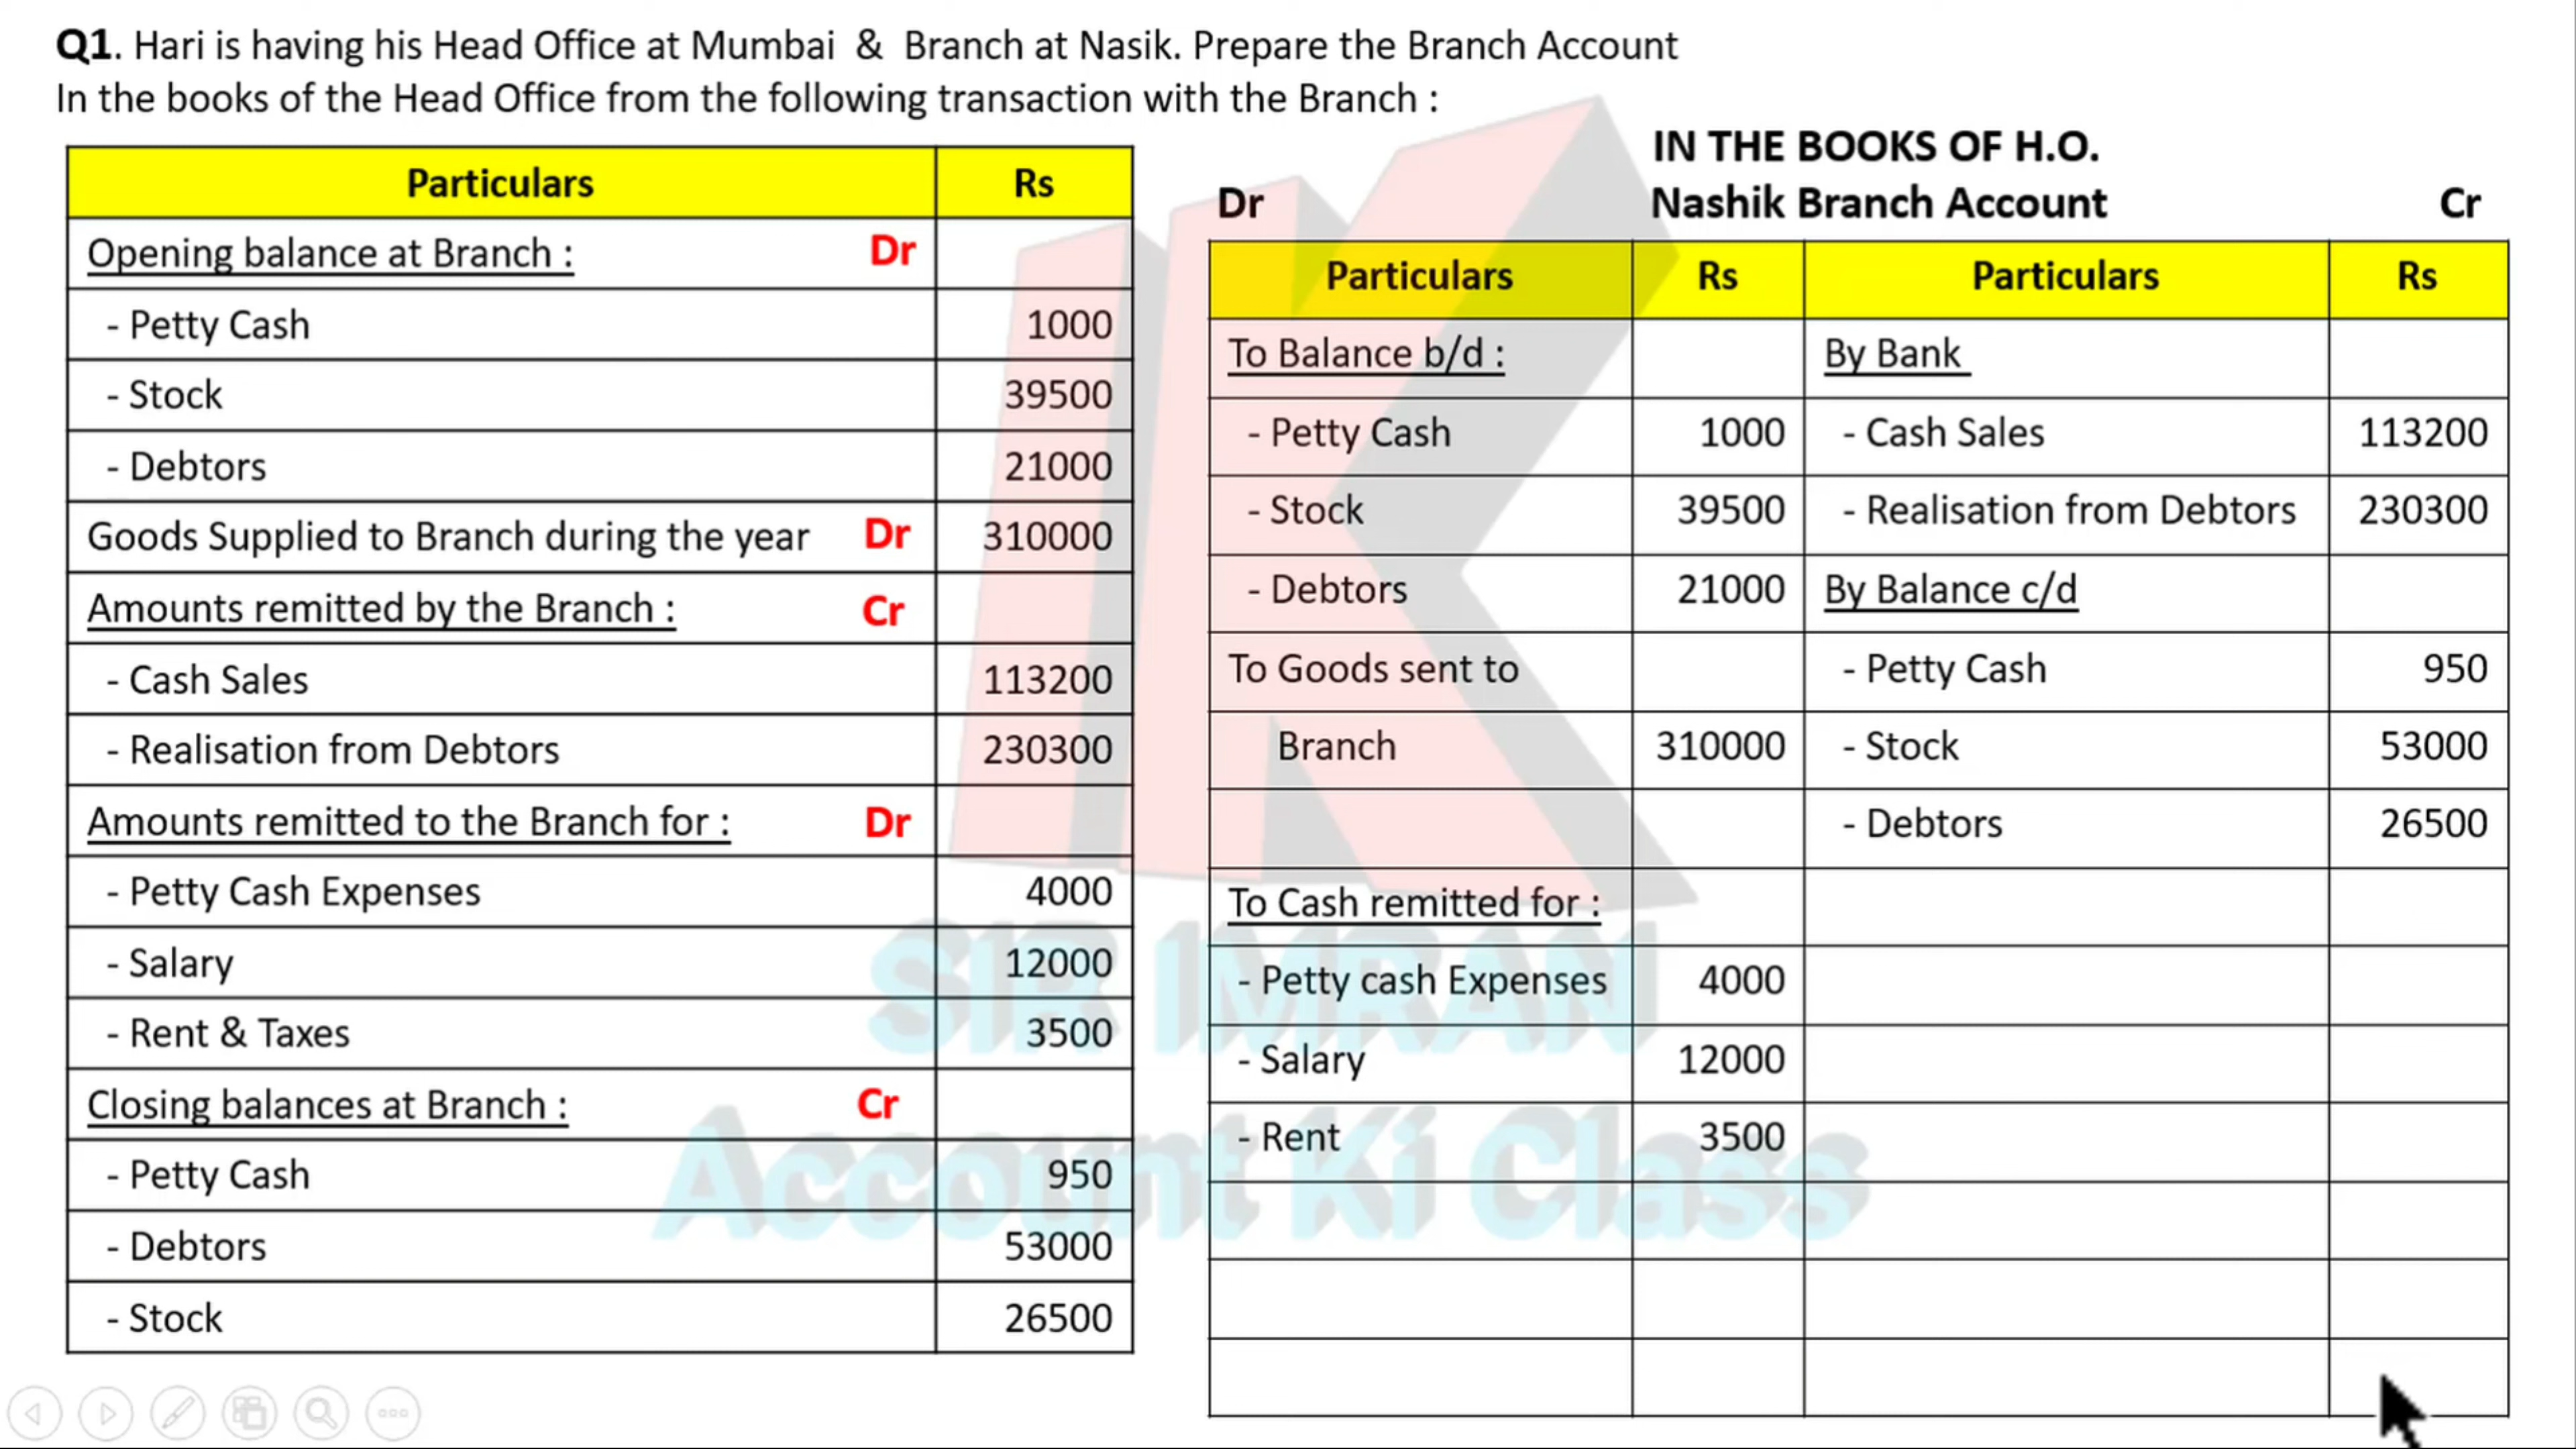 Q1. Hari is having his Head Office at Mumbai & Branch at Nasik. Prepare the Branch Account
In the books of the Head Office from the following transaction with the Branch :
Particulars Rs
Opening balance at Branch : Dr
- Petty Cash 1000
- Stock 39500
- Debtors 21000
Goods Supplied to Branch during the year Dr 310000
Amounts remitted by the Branch : Cr
- Cash Sales 113200
- Realisation from Debtors 230300
Amounts remitted to the Branch for : Dr
- Petty Cash Expenses 4000
- Salary 12000
- Rent & Taxes 3500
Closing balances at Branch : Cr
- Petty Cash 950
- Debtors 53000
- Stock 26500
IN THE BOOKS OF H.O.
Dr Nashik Branch Account Cr
Particulars Rs Particulars Rs
To Balance b/d : By Bank
- Petty Cash 1000 - Cash Sales 113200
- Stock 39500 - Realisation from Debtors 230300
- Debtors 21000 By Balance c/d
To Goods sent to - Petty Cash 950
Branch 310000 - Stock 53000
- Debtors 26500
To Cash remitted for :
- Petty cash Expenses 4000
- Salary 12000
- Rent 3500
SIR IMRAN
Account Ki Class